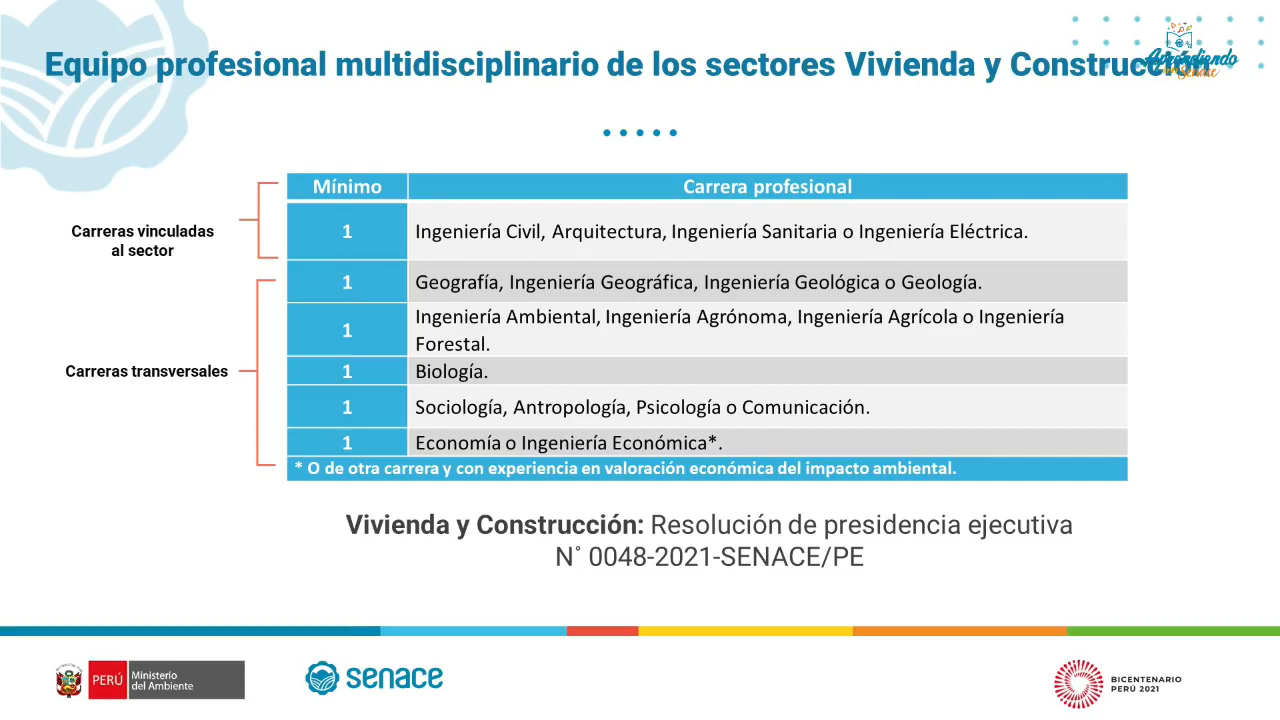 Equipo profesional multidisciplinario de los sectores Vivienda y Construcción
Aprendiendo
Senace
Mínimo
Carrera profesional
Carreras vinculadas
al sector
1
Ingeniería Civil, Arquitectura, Ingeniería Sanitaria o Ingeniería Eléctrica.
1
Geografía, Ingeniería Geográfica, Ingeniería Geológica o Geología.
1
Ingeniería Ambiental, Ingeniería Agrónoma, Ingeniería Agrícola o Ingeniería
Forestal.
Carreras transversales
1
Biología.
1
Sociología, Antropología, Psicología o Comunicación.
1
Economía o Ingeniería Económica*.
* O de otra carrera y con experiencia en valoración económica del impacto ambiental.
Vivienda y Construcción: Resolución de presidencia ejecutiva
N° 0048-2021-SENACE/PE
PERÚ
Ministerio
del Ambiente
senace
BICENTENARIO
PERÚ 2021